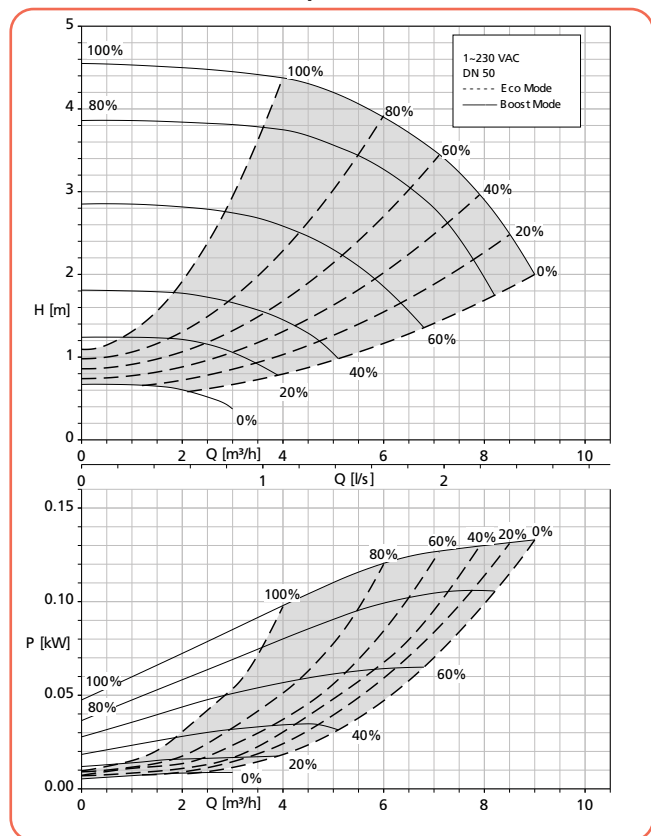 5
100%
100%
1~230 VAC
DN 50
Eco Mode
Boost Mode
4
80%
80%
60%
3
40%
20%
2
0%
H [m]
60%
1
40%
20%
0%
0
0 2 4 6 8 10
Q [m³/h]
0 1 2
Q [l/s]
0.15
0%
20%
40%
60%
80%
0.10
100%
P [kW]
60%
100%
0.05
80%
40%
20%
0%
0.00
0 2 4 6 8 10
Q [m³/h]